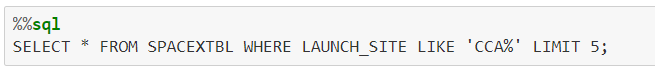 %%sql
SELECT * FROM SPACEXTBL WHERE LAUNCH_SITE LIKE 'CCA%' LIMIT 5;